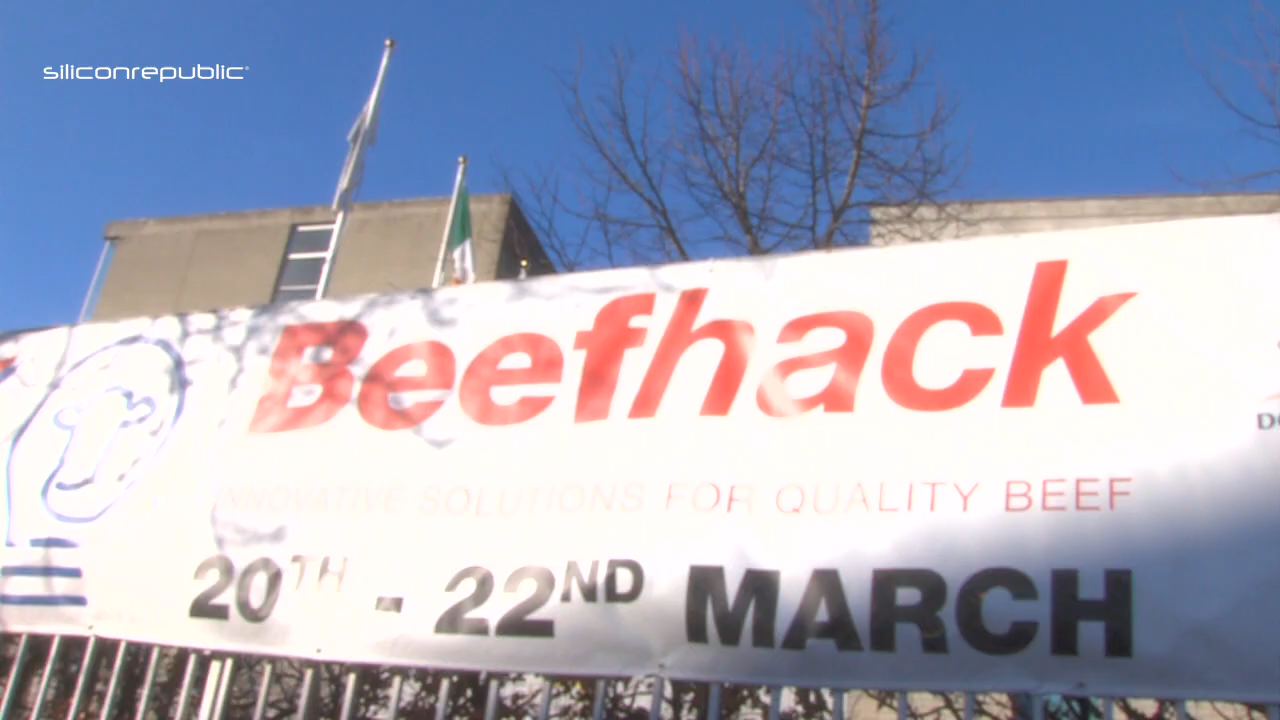 siliconrepublic
Beefhack
INNOVATIVE SOLUTIONS FOR QUALITY BEEF
20TH - 22ND MARCH